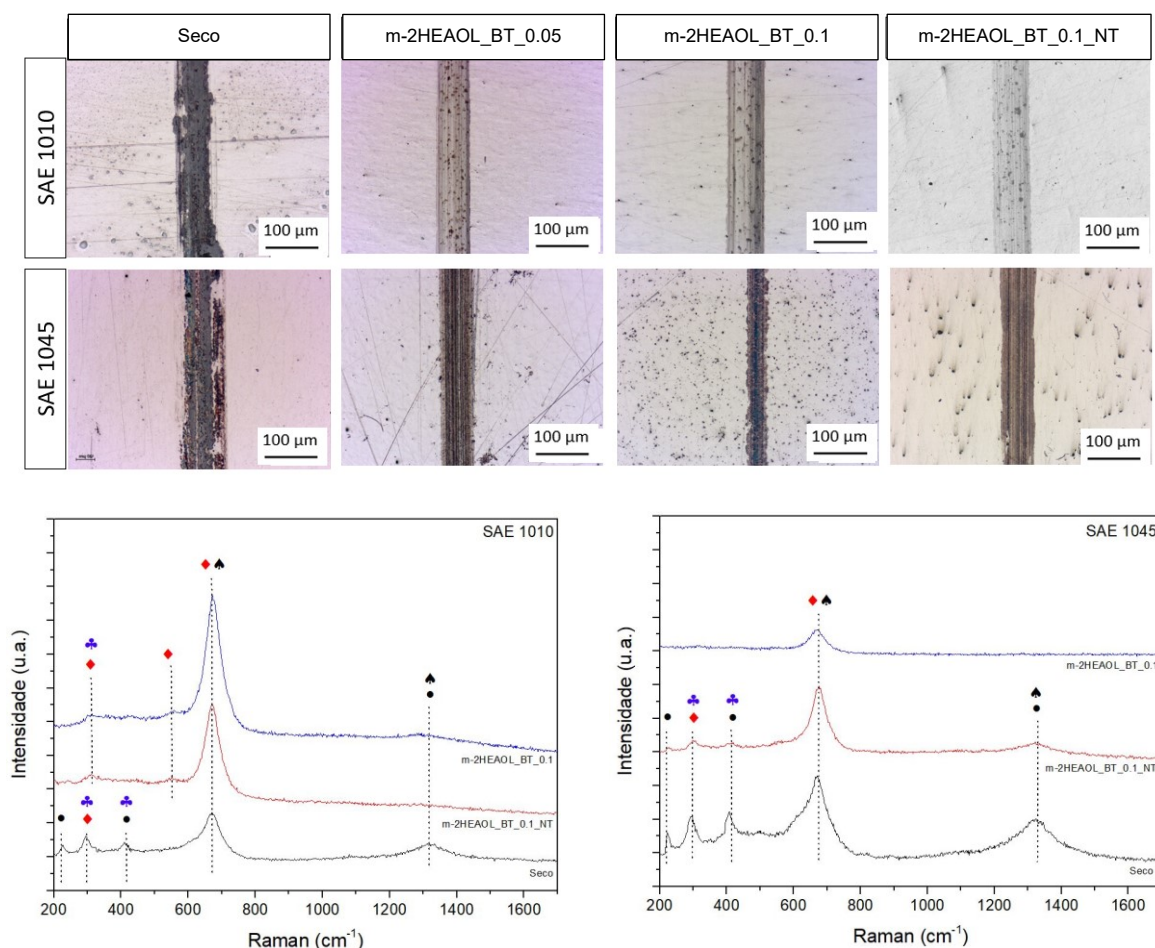 Seco
m-2HEAOL_BT_0.05
m-2HEAOL_BT_0.1
m-2HEAOL_BT_0.1_NT
SAE 1010
100 µm
100 µm
100 µm
100 µm
SAE 1045
100 µm
100 µm
100 µm
100 µm
SAE 1010
Intensidade (u.a.)
m-2HEAOL_BT_0.1
m-2HEAOL_BT_0.1_NT
Seco
200 400 600 800 1000 1200 1400 1600
Raman (cm⁻¹)
SAE 1045
Intensidade (u.a.)
m-2HEAOL_BT_0.1
m-2HEAOL_BT_0.1_NT
Seco
200 400 600 800 1000 1200 1400 1600
Raman (cm⁻¹)